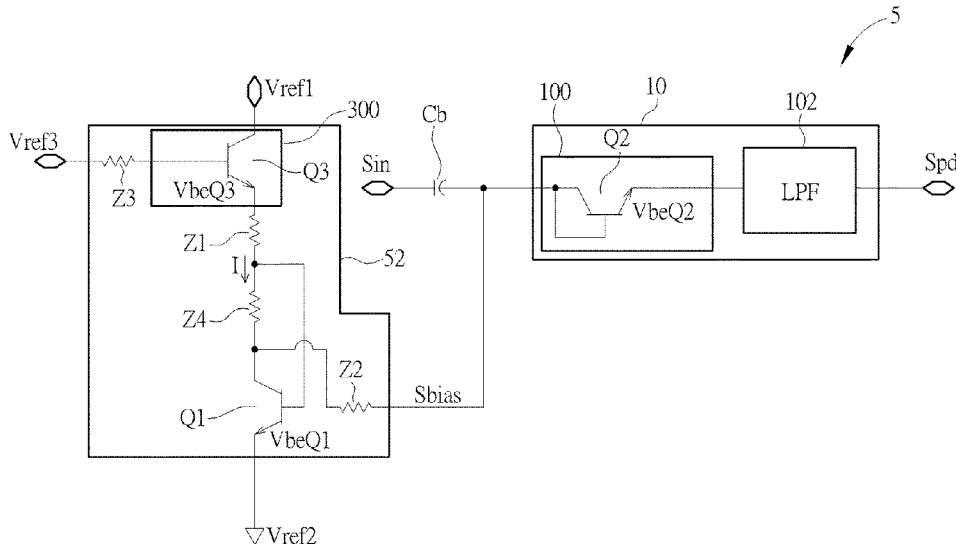 5
Vref1
300
10
102
Vref3
Cb
100
Q2
Sin
Q3
Z3
VbeQ3
VbeQ2
LPF
Spd
Z1
52
I
Z4
Z2
Sbias
Q1
VbeQ1
Vref2